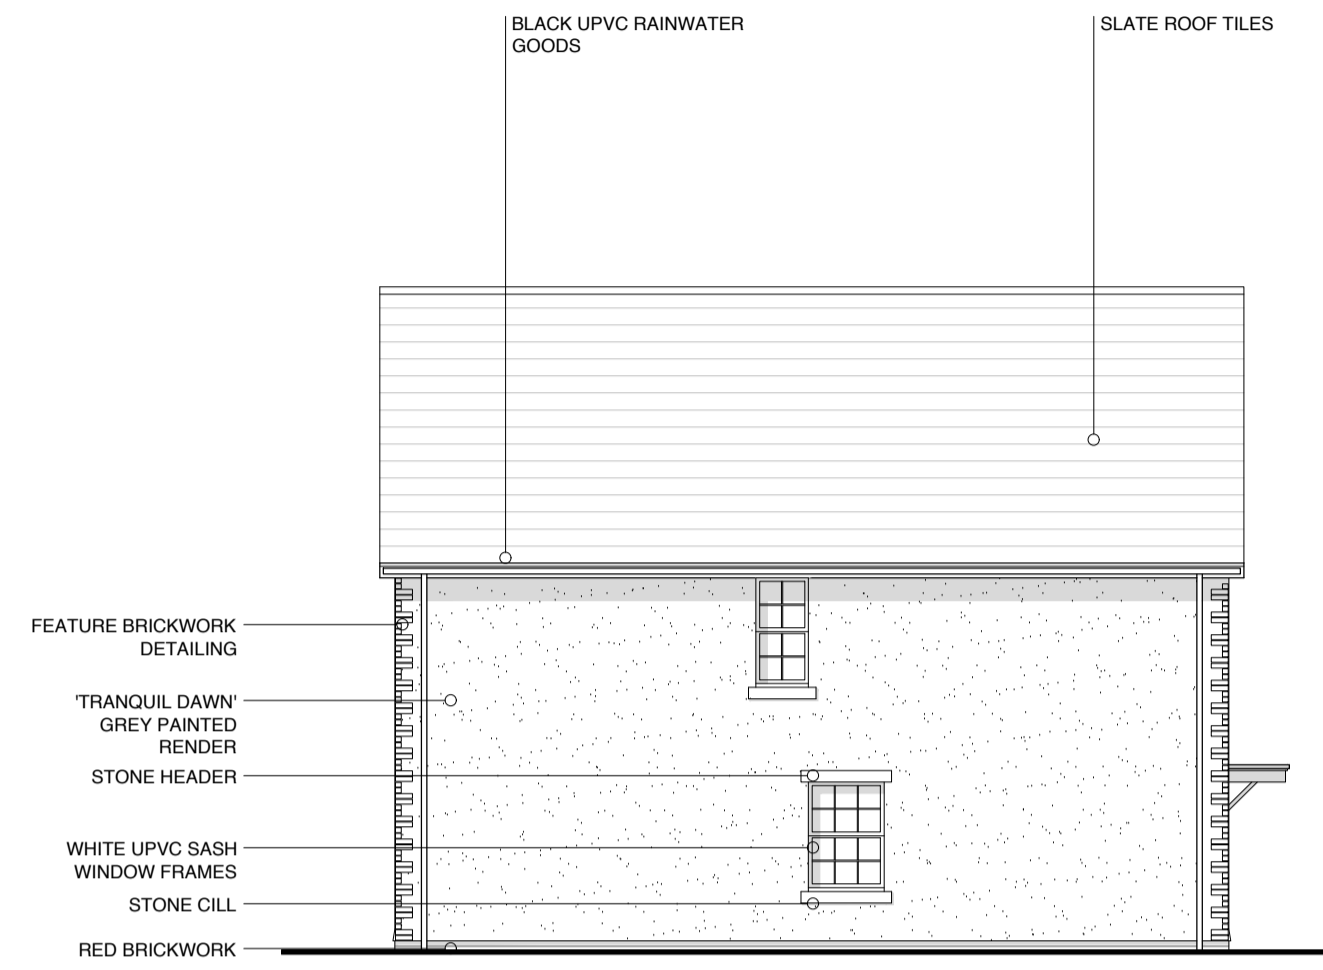 BLACK UPVC RAINWATER
GOODS
SLATE ROOF TILES
FEATURE BRICKWORK
DETAILING
'TRANQUIL DAWN'
GREY PAINTED
RENDER
STONE HEADER
WHITE UPVC SASH
WINDOW FRAMES
STONE CILL
RED BRICKWORK